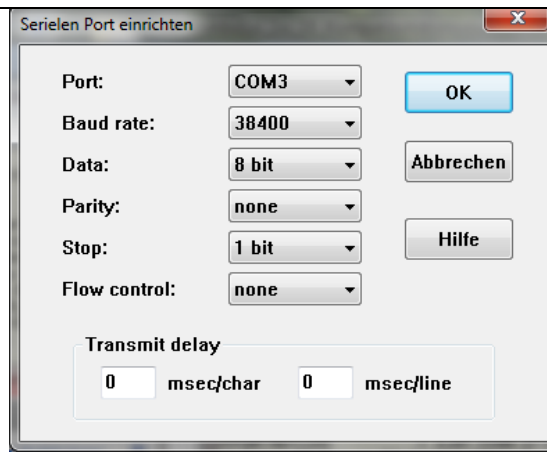 Serielen Port einrichten
Port: COM3 OK
Baud rate: 38400
Data: 8 bit Abbrechen
Parity: none
Stop: 1 bit Hilfe
Flow control: none
Transmit delay
0 msec/char 0 msec/line